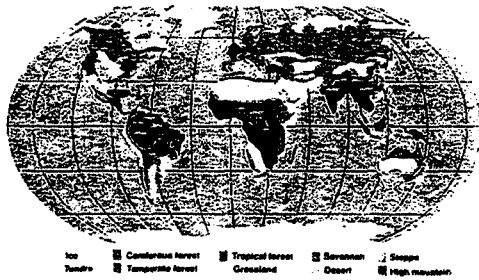 Ice Coniferous forest Tropical forest Savannah Steppe
Tundra Temperate forest Grassland Desert High mountain